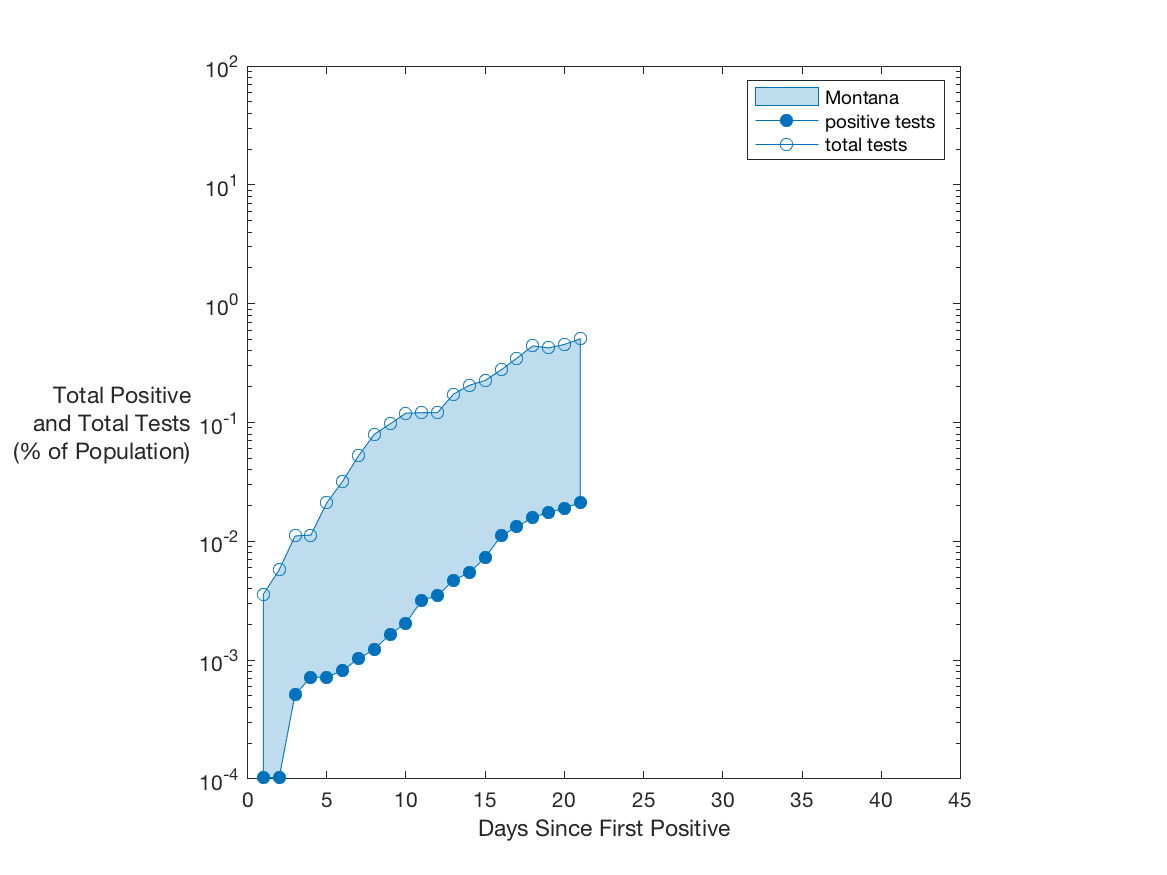 10^2
10^1
10^0
10^-1
10^-2
10^-3
10^-4
Total Positive
and Total Tests
(% of Population)
Montana
positive tests
total tests
0 5 10 15 20 25 30 35 40 45
Days Since First Positive